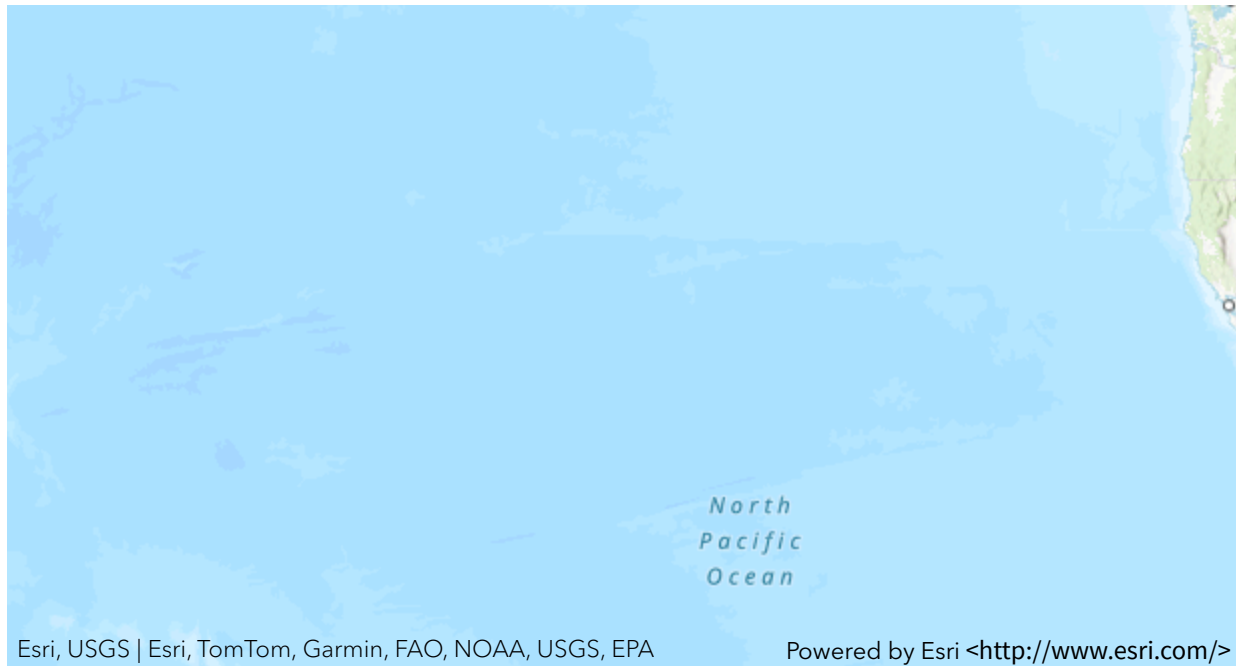 North
Pacific
Ocean
Esri, USGS | Esri, TomTom, Garmin, FAO, NOAA, USGS, EPA
Powered by Esri <http://www.esri.com/>